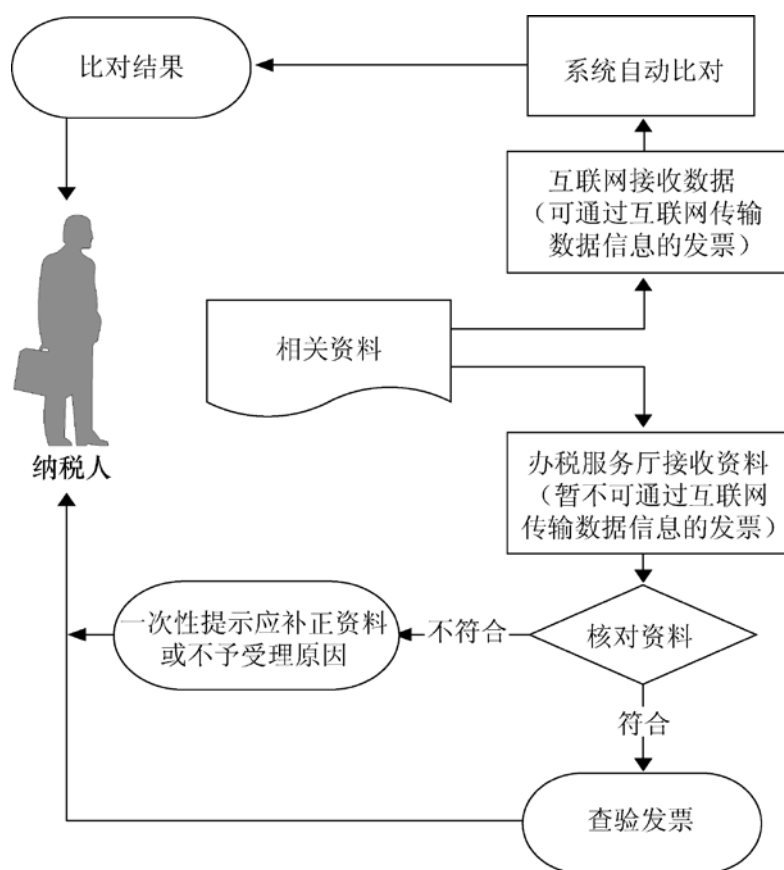 比对结果
系统自动比对
互联网接收数据
（可通过互联网传输
数据信息的发票）
相关资料
纳税人
办税服务厅接收资料
（暂不可通过互联网
传输数据信息的发票）
一次性提示应补正资料
或不予受理原因
不符合
核对资料
符合
查验发票